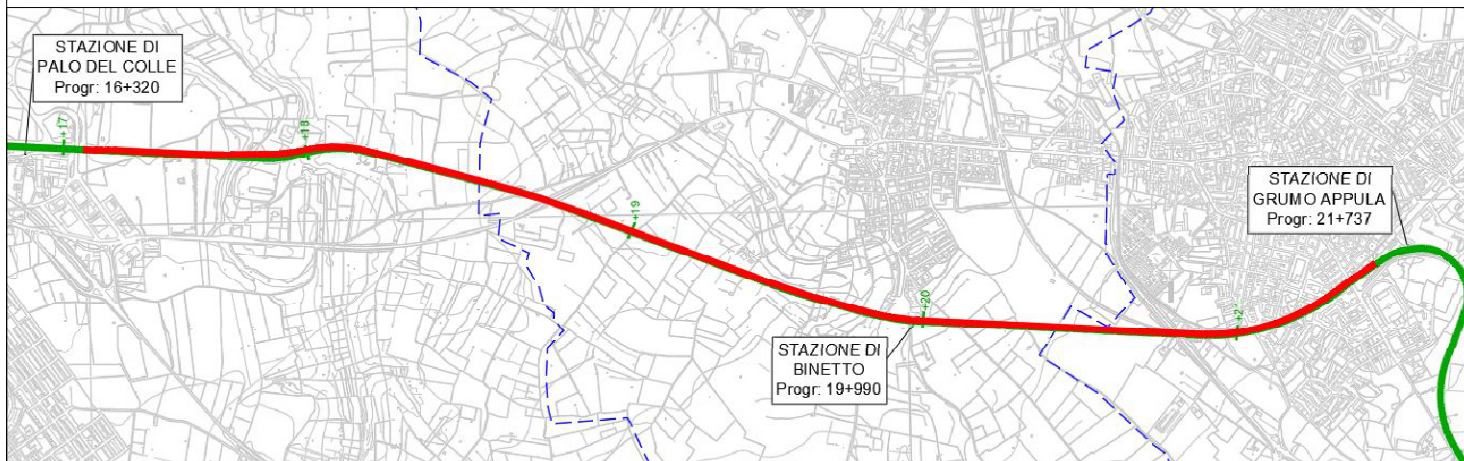 STAZIONE DI
PALO DEL COLLE
Progr: 16+320
+17
+18
+19
STAZIONE DI
BINETTO
Progr: 19+990
+20
STAZIONE DI
GRUMO APPULA
Progr: 21+737